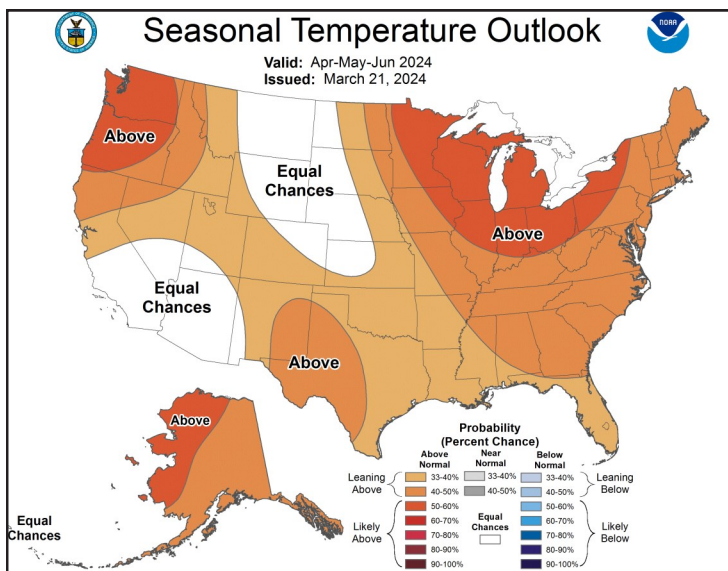 Seasonal Temperature Outlook
NOAA
Valid: Apr-May-Jun 2024
Issued: March 21, 2024
Above
Equal
Chances
Above
Equal
Chances
Above
Above
Equal
Chances
Probability
(Percent Chance)
Above
Normal
Near
Normal
Below
Normal
Leaning
Above
33-40%
40-50%
50-60%
60-70%
70-80%
80-90%
90-100%
Likely
Above
33-40%
40-50%
Equal
Chances
33-40%
40-50%
50-60%
60-70%
70-80%
80-90%
90-100%
Leaning
Below
Likely
Below